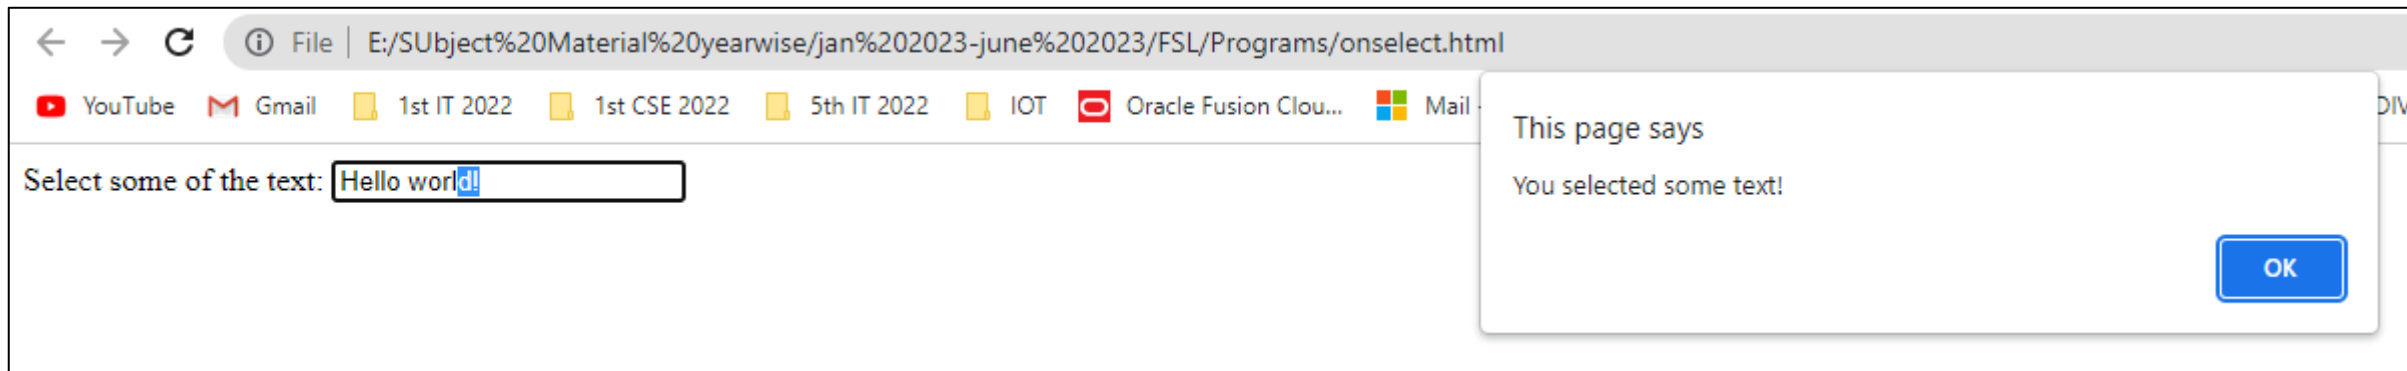 File | E:/SUbject%20Material%20yearwise/jan%202023-june%202023/FSL/Programs/onselect.html
YouTube Gmail 1st IT 2022 1st CSE 2022 5th IT 2022 IOT Oracle Fusion Clou... Mail
This page says
You selected some text!
OK
Select some of the text: Hello world!